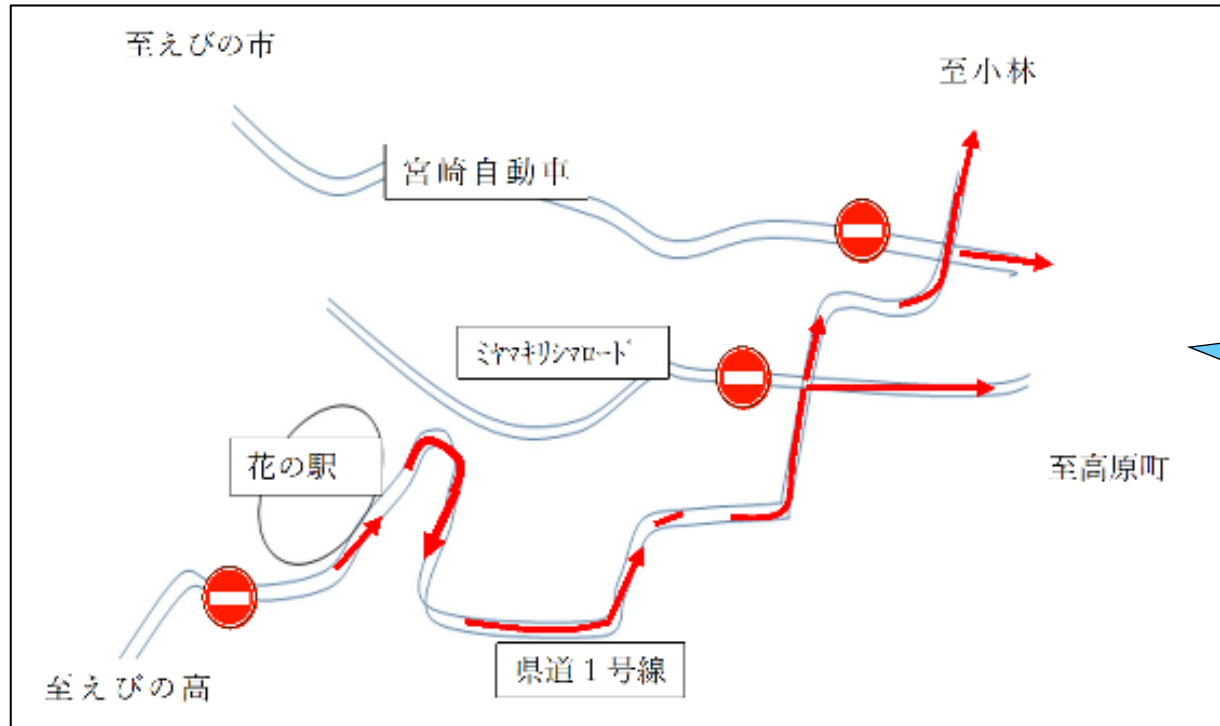 至えびの市
至小林
宮崎自動車
ﾐﾔﾏｷﾘｼﾏﾛｰﾄﾞ
花の駅
至高原町
県道1号線
至えびの高